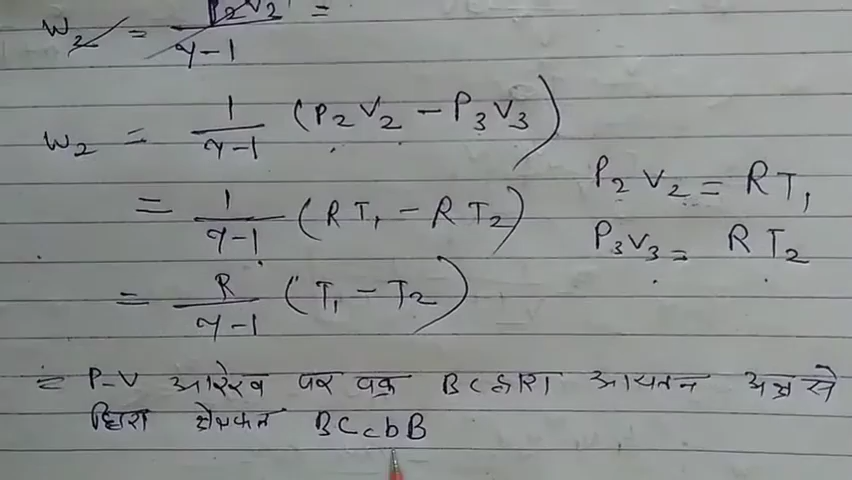 W₂ = P₂V₂ / γ-1 =
W₂ = 1/γ-1 (P₂V₂ - P₃V₃)
P₂V₂ = RT₁
= 1/γ-1 (RT₁ - RT₂)
P₃V₃ = RT₂
= R/γ-1 (T₁ - T₂)
= P-V आरेख पर वक्र BC द्वारा आयतन अक्ष से
घिरा क्षेत्रफल BCcbB